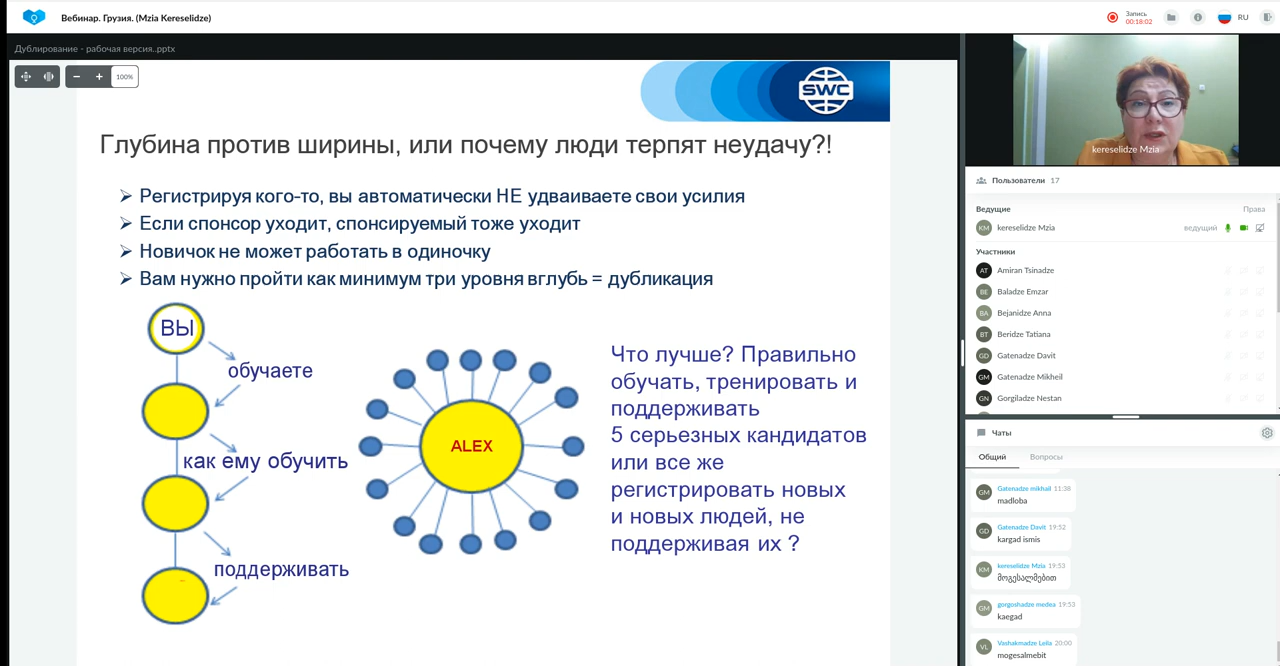 Вебинар. Грузия. (Mzia Kereselidze)
Запись
00:18:02
RU
Дублирование - рабочая версия..pptx
100%
SWC
Глубина против ширины, или почему люди терпят неудачу?!
Регистрируя кого-то, вы автоматически НЕ удваиваете свои усилия
Если спонсор уходит, спонсируемый тоже уходит
Новичок не может работать в одиночку
Вам нужно пройти как минимум три уровня вглубь = дубликация
ВЫ
обучаете
как ему обучить
поддерживать
ALEX
Что лучше? Правильно
обучать, тренировать и
поддерживать
5 серьезных кандидатов
или все же
регистрировать новых
и новых людей, не
поддерживая их ?
kereselidze Mzia
Пользователи 17
Ведущие Права
KM kereselidze Mzia ведущий
Участники
AT Amiran Tsinadze
BE Baladze Emzar
BA Bejanidze Anna
BT Beridze Tatiana
GD Gatenadze Davit
GM Gatenadze Mikheil
GN Gorgiladze Nestan
Чаты
Общий Вопросы
GM Gatenadze mikhail 11:38
madloba
GD Gatenadze Davit 19:52
kargad ismis
KM kereselidze Mzia 19:53
მოგესალმებით
GM gorgoshadze medea 19:53
kaegad
VL Vashakmadze Leila 20:00
mogesalmebit